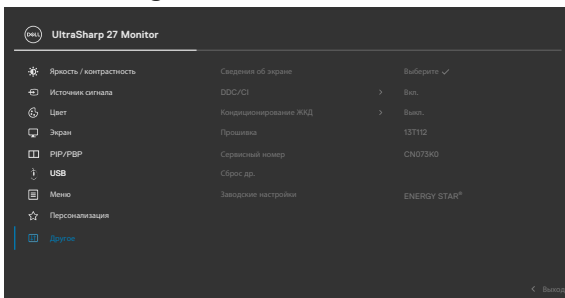 DELL UltraSharp 27 Monitor
Яркость / контрастность Сведения об экране Выберите ✓
Источник сигнала DDC/CI > Вкл.
Цвет Кондиционирование ЖКД > Выкл.
Экран Прошивка 13T112
PIP/PBP Сервисный номер CN073K0
USB Сброс др.
Меню Заводские настройки ENERGY STAR®
Персонализация
Другое
< Выход